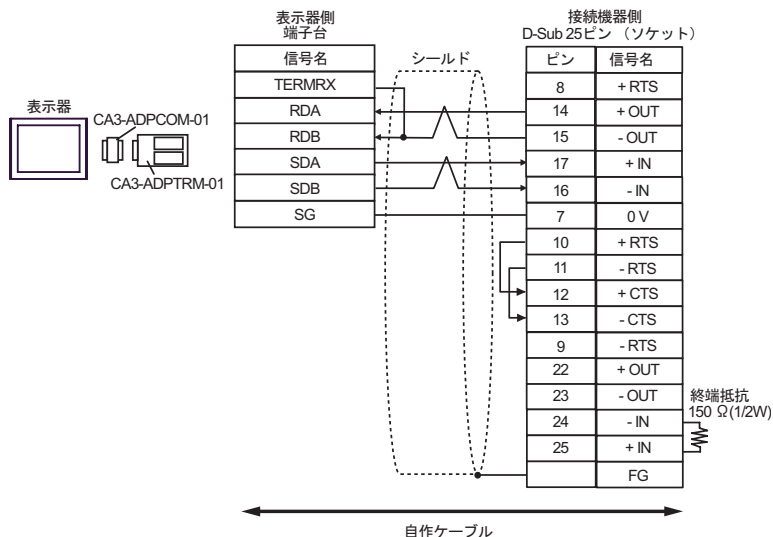 表示器側
端子台
信号名
TERMRX
RDA
RDB
SDA
SDB
SG
シールド
接続機器側
D-Sub 25ピン （ソケット）
ピン 信号名
8 + RTS
14 + OUT
15 - OUT
17 + IN
16 - IN
7 0 V
10 + RTS
11 - RTS
12 + CTS
13 - CTS
9 - RTS
22 + OUT
23 - OUT
24 - IN
25 + IN
FG
表示器
CA3-ADPCOM-01
CA3-ADPTRM-01
終端抵抗
150 Ω(1/2W)
自作ケーブル